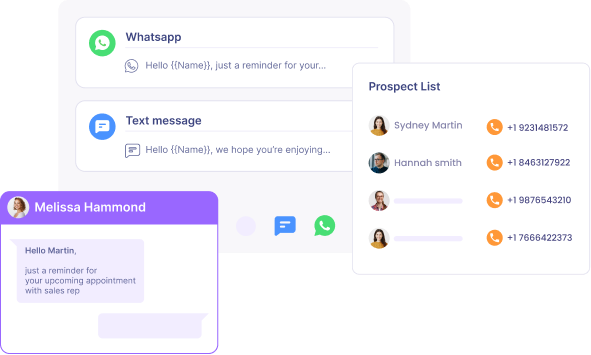 Whatsapp
Hello {{Name}}, just a reminder for your...
Text message
Hello {{Name}}, we hope you're enjoying...
Prospect List
Sydney Martin
+1 9231481572
Hannah smith
+1 8463127922
+1 9876543210
+1 7666422373
Melissa Hammond
Hello Martin,
just a reminder for
your upcoming appointment
with sales rep